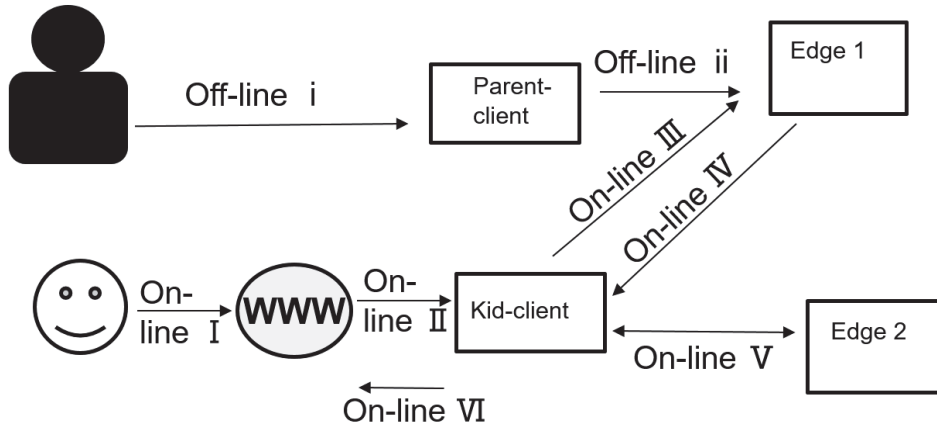 Off-line i
Parent-
client
Off-line ii
Edge 1
On-line Ⅲ
On-line Ⅳ
On-
line Ⅰ
WWW
On-
line Ⅱ
Kid-client
On-line Ⅴ
Edge 2
On-line Ⅵ